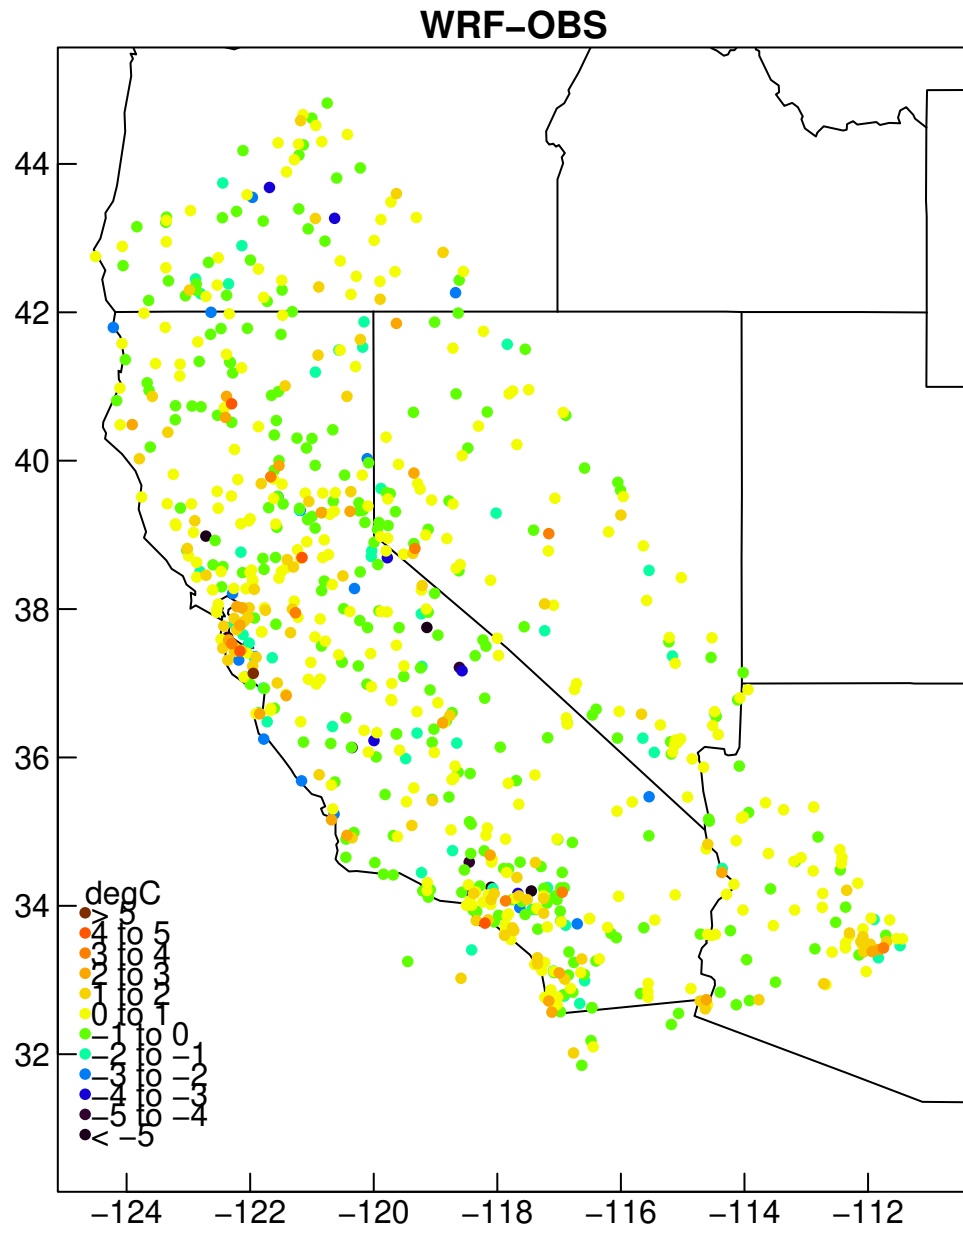 WRF−OBS
44
42
40
38
36
34
32
degC
> 5
4 to 5
3 to 4
2 to 3
1 to 2
0 to 1
−1 to 0
−2 to −1
−3 to −2
−4 to −3
−5 to −4
< −5
−124 −122 −120 −118 −116 −114 −112